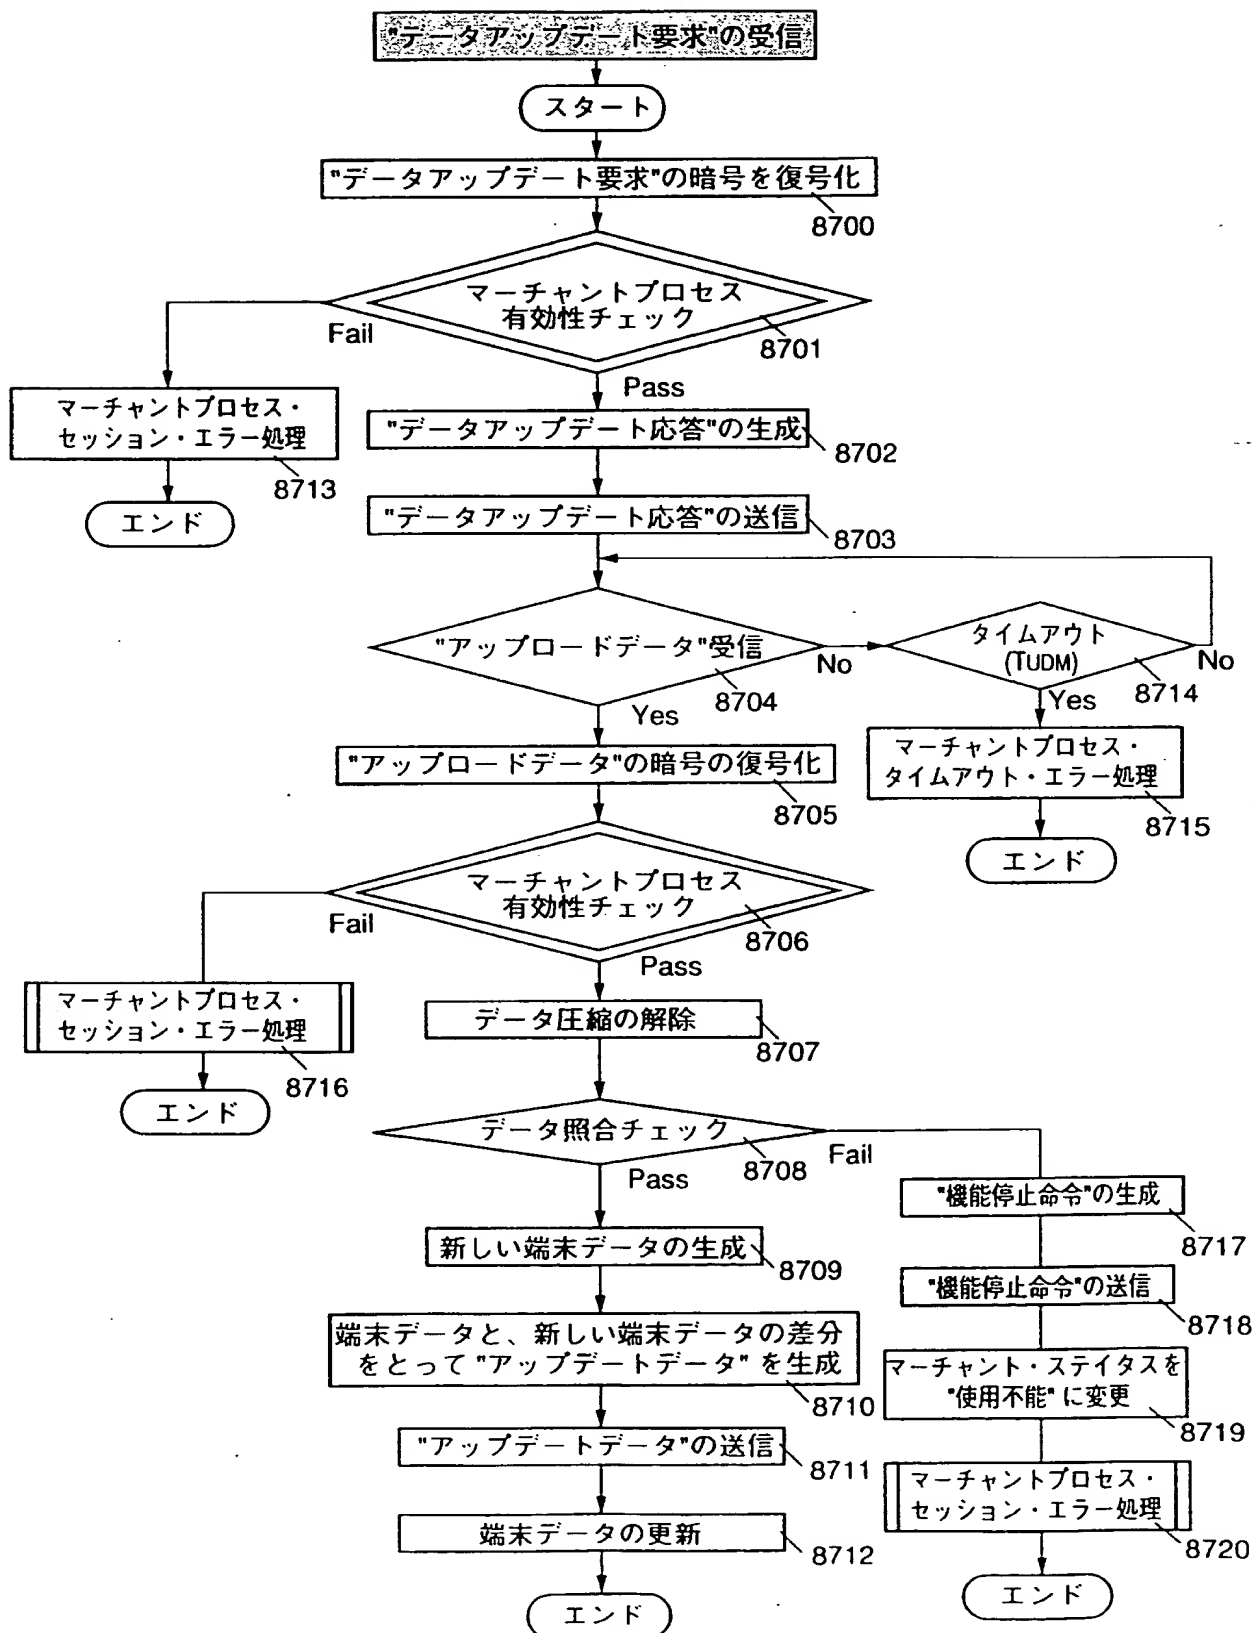 "データアップデート要求"の受信
スタート
"データアップデート要求"の暗号を復号化
8700
マーチャントプロセス
有効性チェック
8701
Fail
Pass
マーチャントプロセス・
セッション・エラー処理
8713
エンド
"データアップデート応答"の生成
8702
"データアップデート応答"の送信
8703
"アップロードデータ"受信
8704
No
Yes
タイムアウト
(TUDM)
8714
No
Yes
マーチャントプロセス・
タイムアウト・エラー処理
8715
エンド
"アップロードデータ"の暗号の復号化
8705
マーチャントプロセス
有効性チェック
8706
Fail
Pass
マーチャントプロセス・
セッション・エラー処理
8716
エンド
データ圧縮の解除
8707
データ照合チェック
8708
Fail
Pass
新しい端末データの生成
8709
端末データと、新しい端末データの差分
をとって"アップデートデータ"を生成
8710
"アップデートデータ"の送信
8711
端末データの更新
8712
エンド
"機能停止命令"の生成
8717
"機能停止命令"の送信
8718
マーチャント・ステイタスを
"使用不能"に変更
8719
マーチャントプロセス・
セッション・エラー処理
8720
エンド